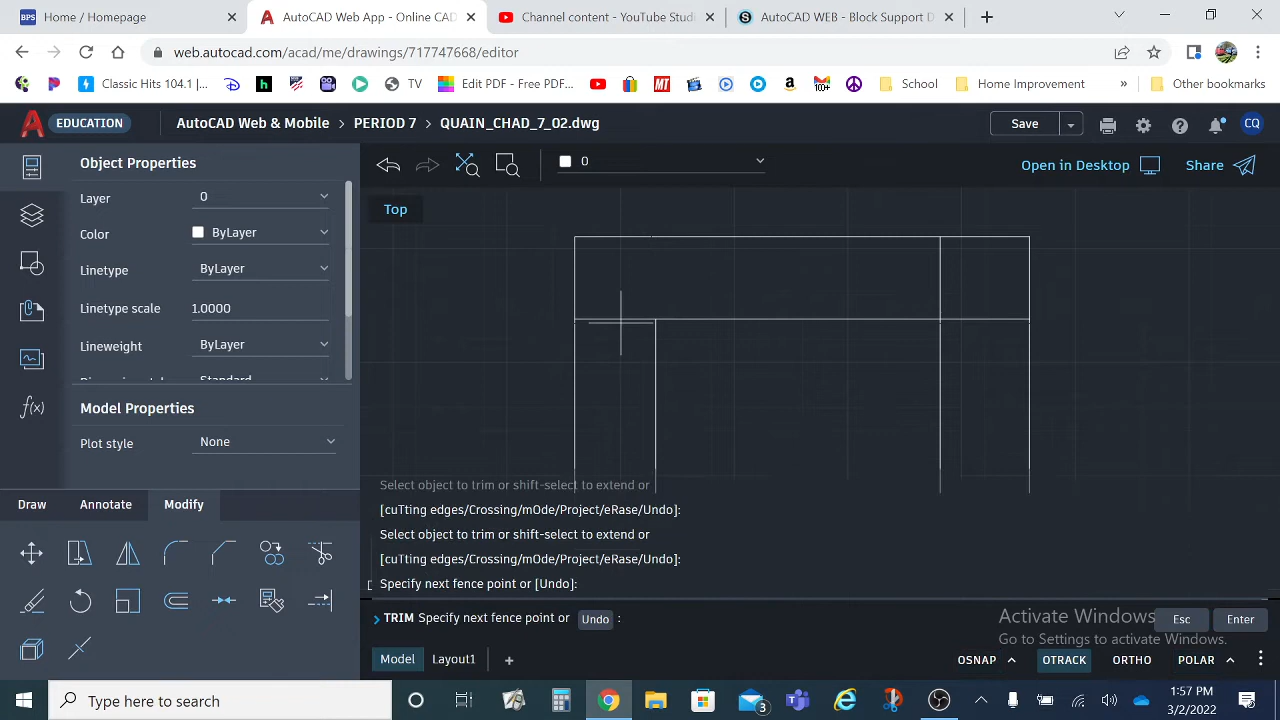 BPS Home / Homepage
A AutoCAD Web App - Online CAD
Channel content - YouTube Stud
S AutoCAD WEB - Block Support D
web.autocad.com/acad/me/drawings/717747668/editor
Classic Hits 104.1 |...
TV
Edit PDF - Free PDF...
School
Home Improvement
»
Other bookmarks
A EDUCATION
AutoCAD Web & Mobile > PERIOD 7 > QUAIN_CHAD_7_02.dwg
Save
CQ
Object Properties
0
Open in Desktop
Share
Layer 0
Top
Color ByLayer
Linetype ByLayer
Linetype scale 1.0000
Lineweight ByLayer
Standard
Model Properties
Plot style None
Draw Annotate Modify
Select object to trim or shift-select to extend or
[cuTting edges/Crossing/mOde/Project/eRase/Undo]:
Select object to trim or shift-select to extend or
[cuTting edges/Crossing/mOde/Project/eRase/Undo]:
Specify next fence point or [Undo]:
TRIM Specify next fence point or Undo :
Esc Enter
Activate Windows
Go to Settings to activate Windows.
Model Layout1 +
OSNAP OTRACK ORTHO POLAR
Type here to search
3
1:57 PM
3/2/2022